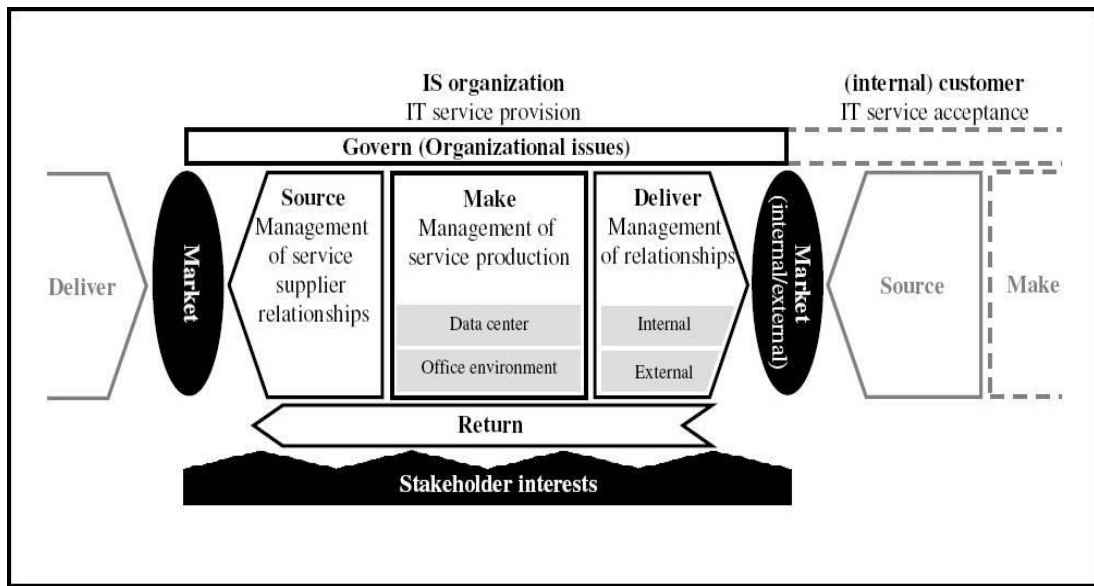 IS organization
IT service provision
(internal) customer
IT service acceptance
Govern (Organizational issues)
Deliver
Market
Source
Management
of service
supplier
relationships
Make
Management of
service production
Data center
Office environment
Deliver
Management
of relationships
Internal
External
Market
(internal/external)
Source
Make
Return
Stakeholder interests